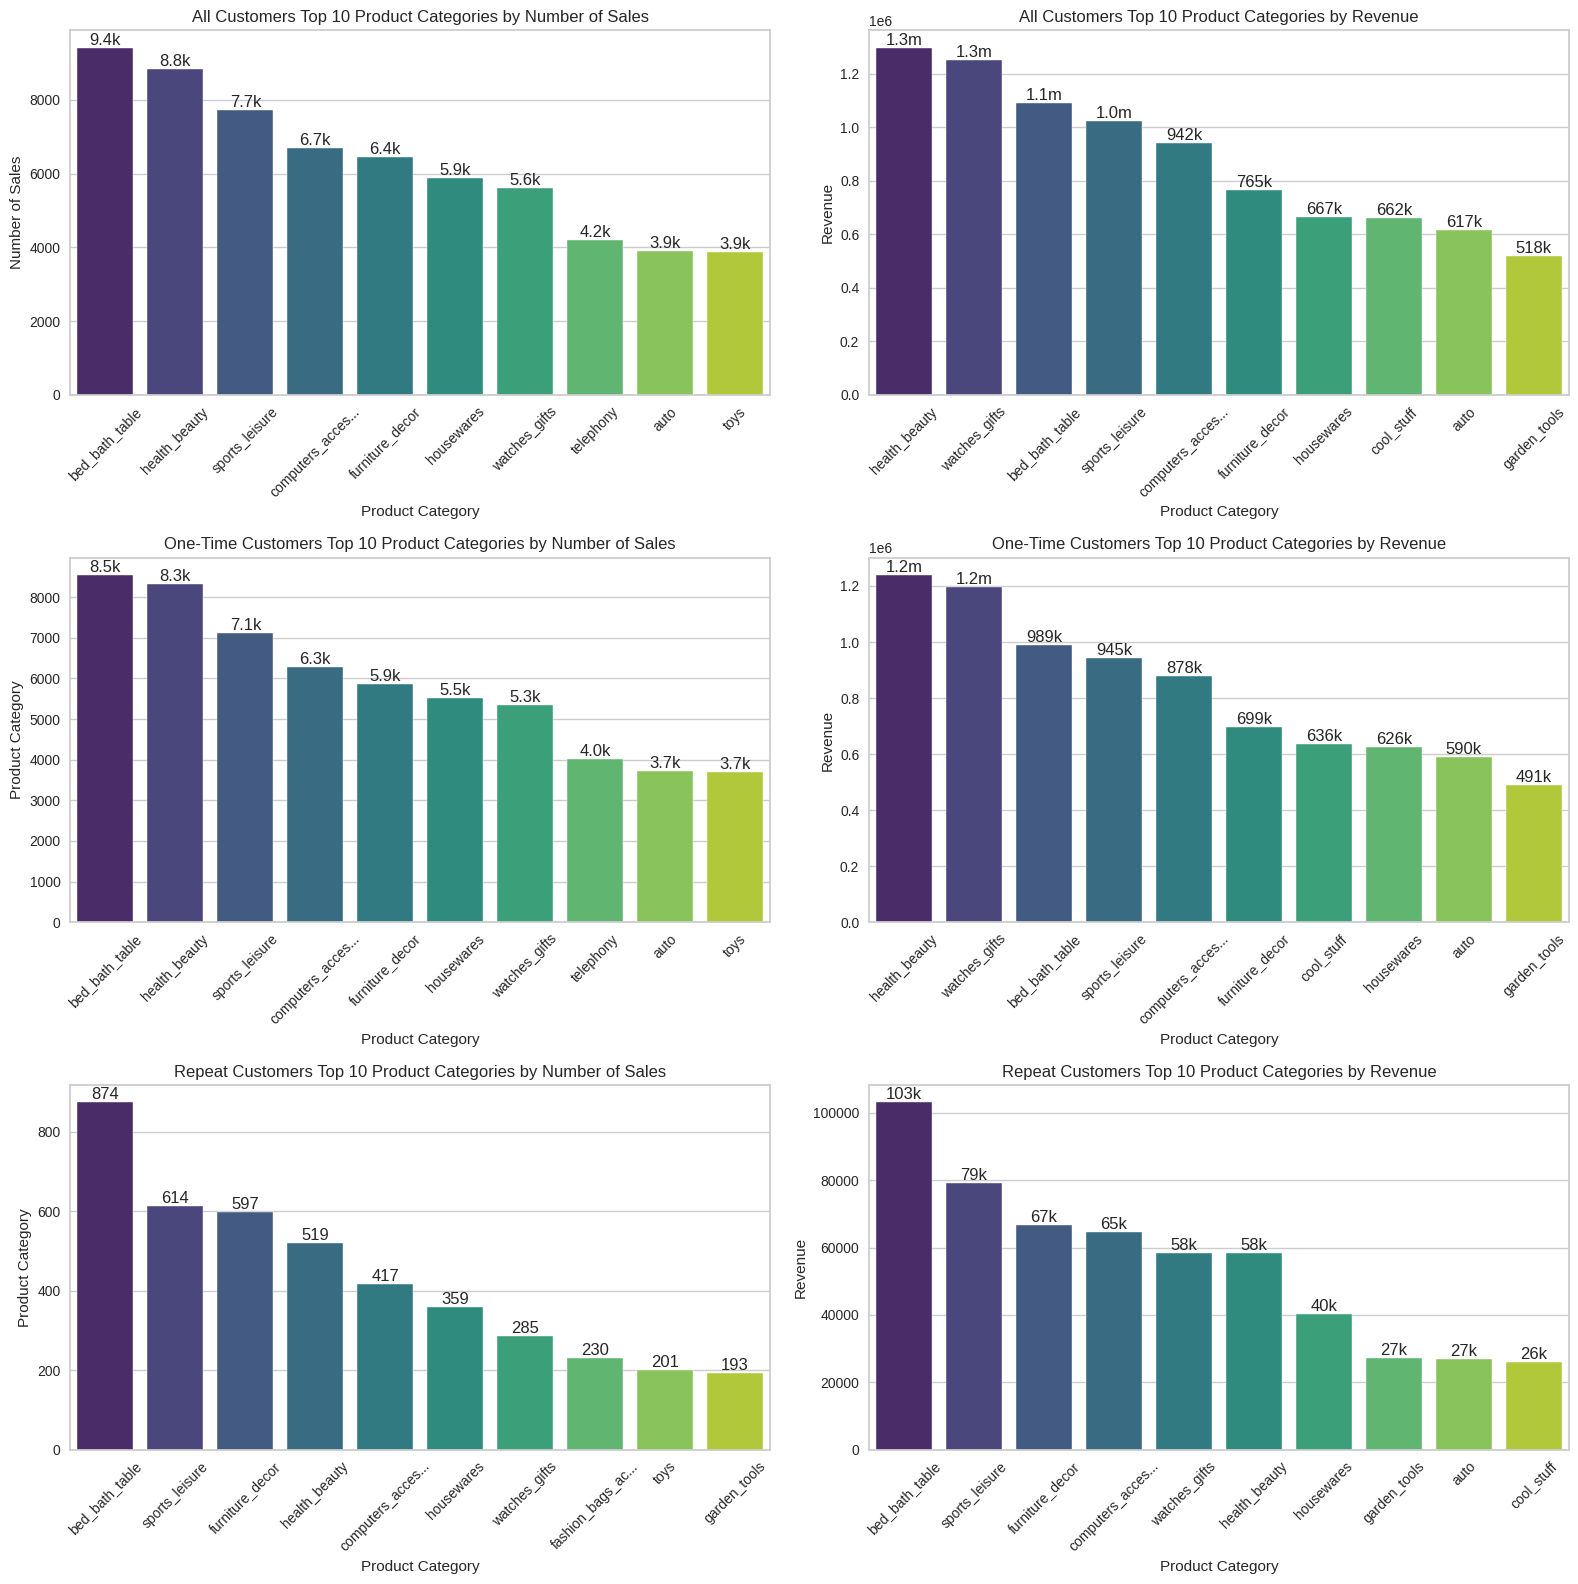 All Customers Top 10 Product Categories by Number of Sales
9.4k
8.8k
7.7k
6.7k
6.4k
5.9k
5.6k
4.2k
3.9k
3.9k
8000
6000
4000
2000
0
Number of Sales
bed_bath_table
health_beauty
sports_leisure
computers_acces...
furniture_decor
housewares
watches_gifts
telephony
auto
toys
Product Category
All Customers Top 10 Product Categories by Revenue
1e6
1.3m
1.3m
1.1m
1.0m
942k
765k
667k
662k
617k
518k
1.2
1.0
0.8
0.6
0.4
0.2
0.0
Revenue
health_beauty
watches_gifts
bed_bath_table
sports_leisure
computers_acces...
furniture_decor
housewares
cool_stuff
auto
garden_tools
Product Category
One-Time Customers Top 10 Product Categories by Number of Sales
8.5k
8.3k
7.1k
6.3k
5.9k
5.5k
5.3k
4.0k
3.7k
3.7k
8000
7000
6000
5000
4000
3000
2000
1000
0
Product Category
bed_bath_table
health_beauty
sports_leisure
computers_acces...
furniture_decor
housewares
watches_gifts
telephony
auto
toys
Product Category
One-Time Customers Top 10 Product Categories by Revenue
1e6
1.2m
1.2m
989k
945k
878k
699k
636k
626k
590k
491k
1.2
1.0
0.8
0.6
0.4
0.2
0.0
Revenue
health_beauty
watches_gifts
bed_bath_table
sports_leisure
computers_acces...
furniture_decor
cool_stuff
housewares
auto
garden_tools
Product Category
Repeat Customers Top 10 Product Categories by Number of Sales
874
614
597
519
417
359
285
230
201
193
800
600
400
200
0
Product Category
bed_bath_table
sports_leisure
furniture_decor
health_beauty
computers_acces...
housewares
watches_gifts
fashion_bags_ac...
toys
garden_tools
Product Category
Repeat Customers Top 10 Product Categories by Revenue
103k
79k
67k
65k
58k
58k
40k
27k
27k
26k
100000
80000
60000
40000
20000
0
Revenue
bed_bath_table
sports_leisure
furniture_decor
computers_acces...
watches_gifts
health_beauty
housewares
garden_tools
auto
cool_stuff
Product Category